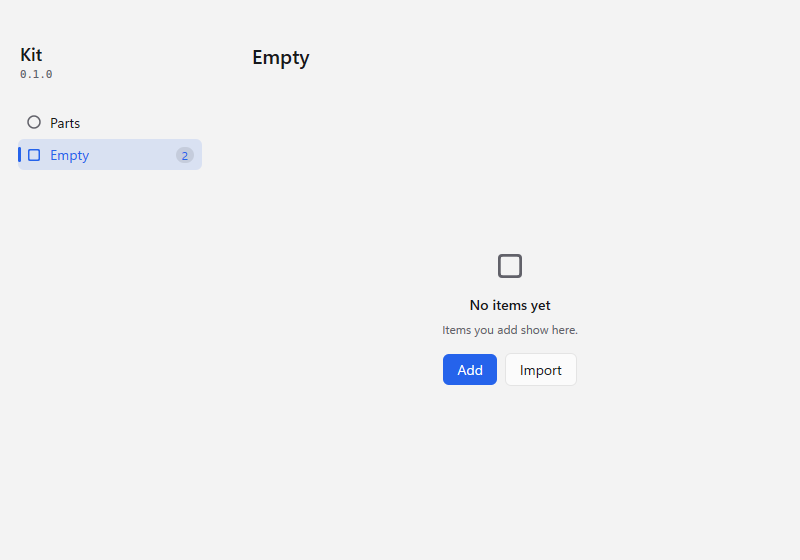 Kit
0.1.0
Parts
Empty 2
Empty
No items yet
Items you add show here.
Add Import